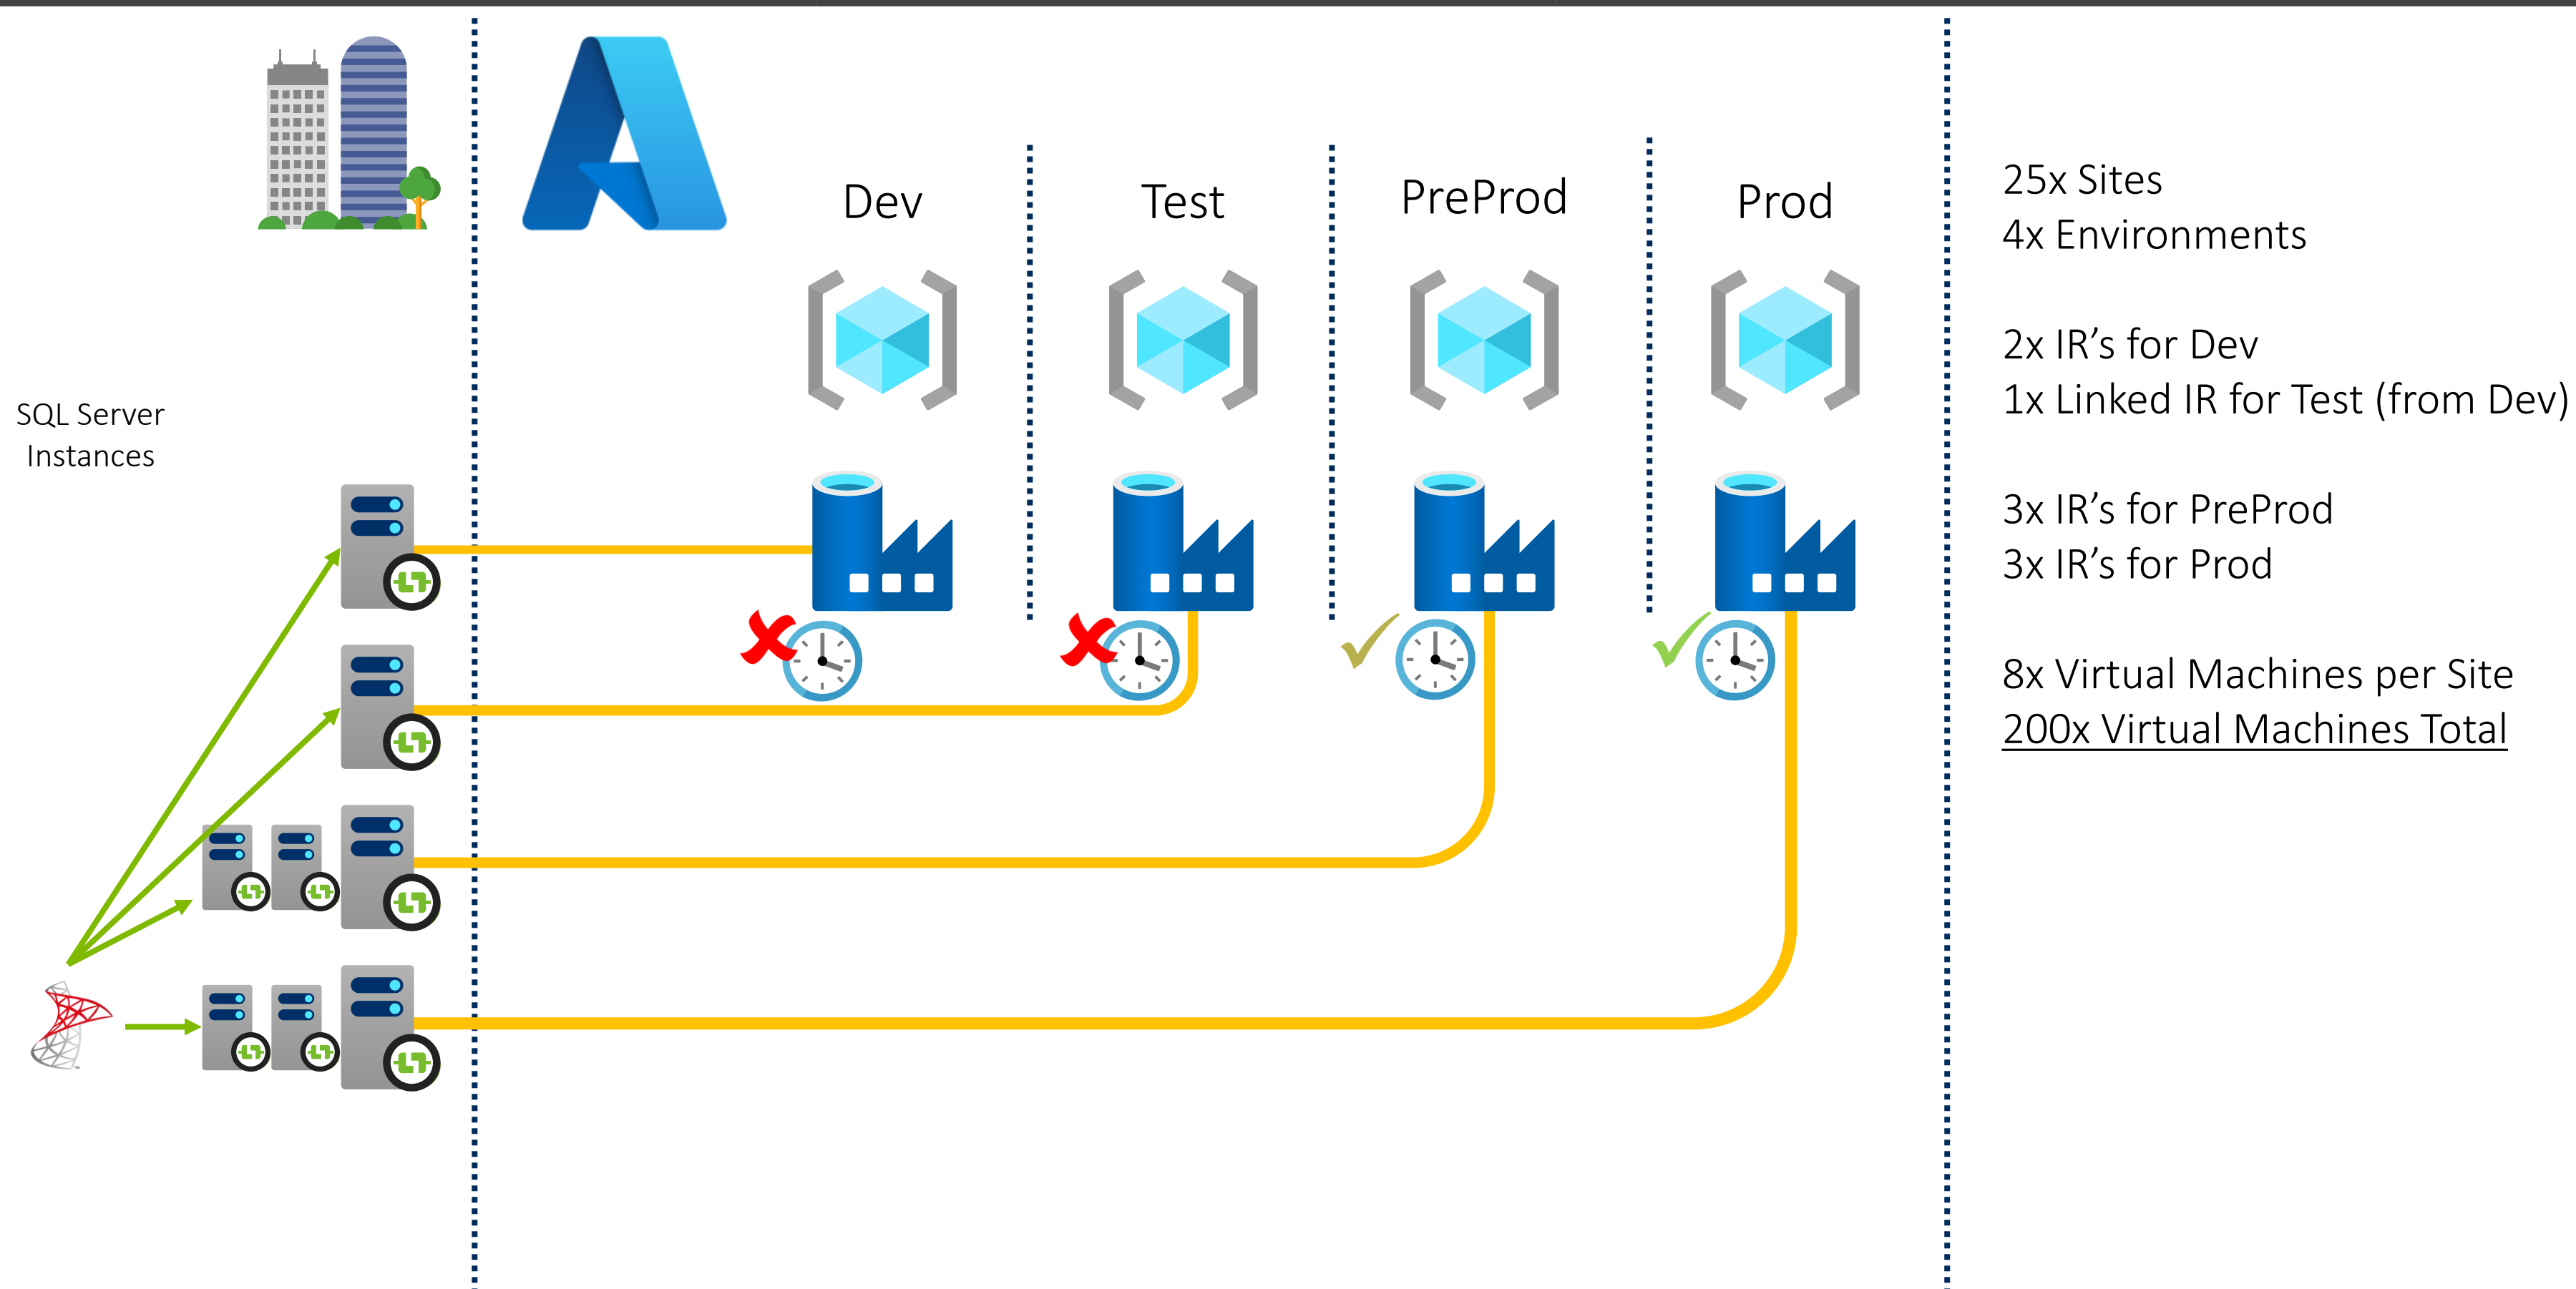 Dev
Test
PreProd
Prod
SQL Server
Instances
25x Sites
4x Environments
2x IR’s for Dev
1x Linked IR for Test (from Dev)
3x IR’s for PreProd
3x IR’s for Prod
8x Virtual Machines per Site
200x Virtual Machines Total